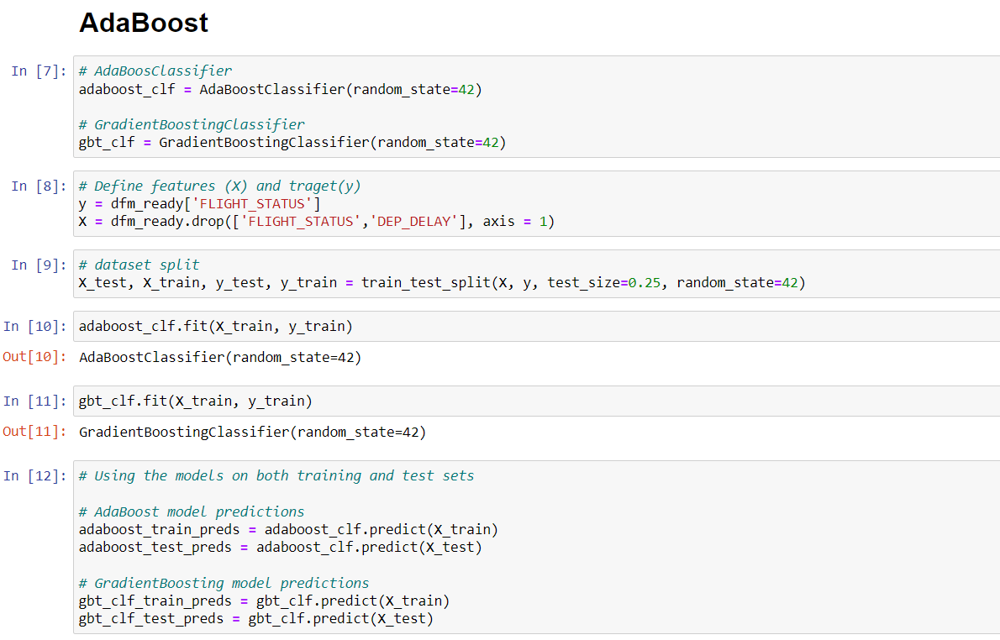 AdaBoost
In [7]:
# AdaBoosClassifier
adaboost_clf = AdaBoostClassifier(random_state=42)
# GradientBoostingClassifier
gbt_clf = GradientBoostingClassifier(random_state=42)
In [8]:
# Define features (X) and traget(y)
y = dfm_ready['FLIGHT_STATUS']
X = dfm_ready.drop(['FLIGHT_STATUS','DEP_DELAY'], axis = 1)
In [9]:
# dataset split
X_test, X_train, y_test, y_train = train_test_split(X, y, test_size=0.25, random_state=42)
In [10]:
adaboost_clf.fit(X_train, y_train)
Out[10]:
AdaBoostClassifier(random_state=42)
In [11]:
gbt_clf.fit(X_train, y_train)
Out[11]:
GradientBoostingClassifier(random_state=42)
In [12]:
# Using the models on both training and test sets
# AdaBoost model predictions
adaboost_train_preds = adaboost_clf.predict(X_train)
adaboost_test_preds = adaboost_clf.predict(X_test)
# GradientBoosting model predictions
gbt_clf_train_preds = gbt_clf.predict(X_train)
gbt_clf_test_preds = gbt_clf.predict(X_test)